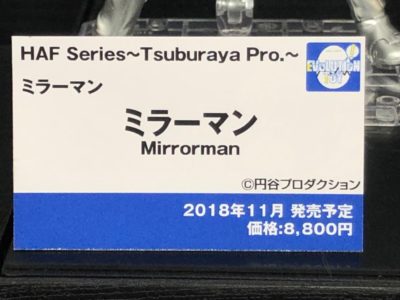 HAF Series～Tsuburaya Pro.～
EVOLUTION TOY
ミラーマン
ミラーマン
Mirrorman
©円谷プロダクション
2018年11月 発売予定
価格:8,800円